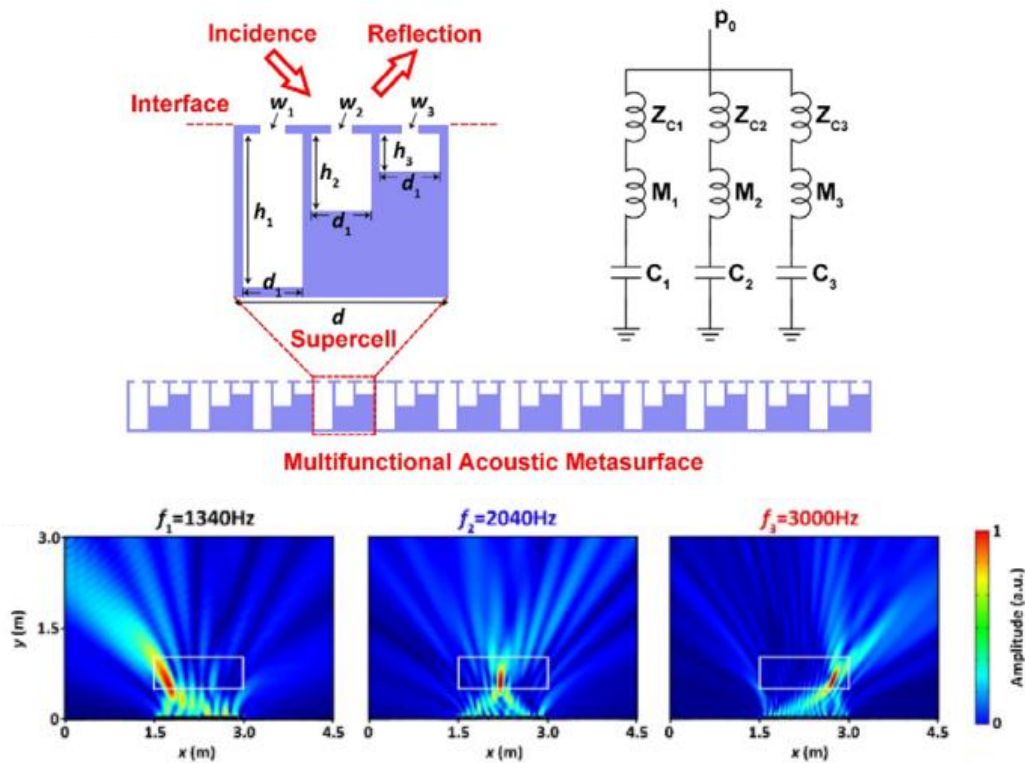 Incidence
Reflection
Interface
w1
w2
w3
h1
h2
h3
d1
d1
d1
d
Supercell
p0
ZC1
ZC2
ZC3
M1
M2
M3
C1
C2
C3
Multifunctional Acoustic Metasurface
f1=1340Hz
f2=2040Hz
f3=3000Hz
3.0
1.5
0
y (m)
0
1.5
3.0
4.5
x (m)
0
1.5
3.0
4.5
x (m)
0
1.5
3.0
4.5
x (m)
1
0
Amplitude (a.u.)